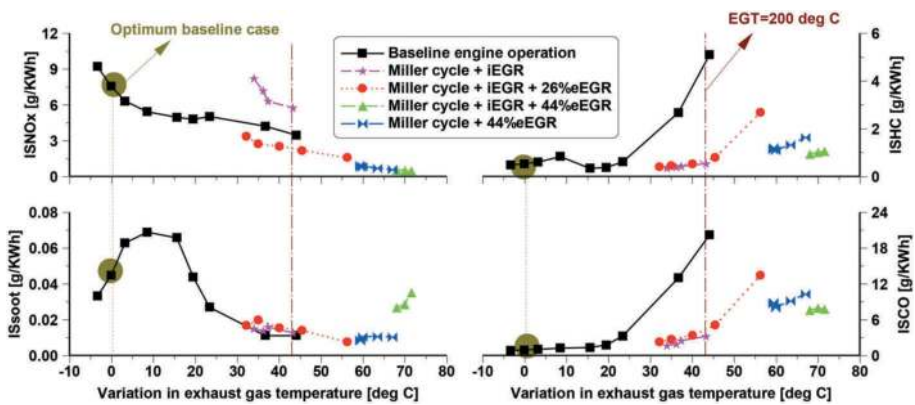 Optimum baseline case
EGT=200 deg C
Baseline engine operation
Miller cycle + iEGR
Miller cycle + iEGR + 26%eEGR
Miller cycle + iEGR + 44%eEGR
Miller cycle + 44%eEGR
ISNOx [g/KWh]
12
9
6
3
0
ISHC [g/KWh]
6
5
4
3
2
1
0
ISsoot [g/KWh]
0.08
0.06
0.04
0.02
0.00
ISCO [g/KWh]
24
18
12
6
0
-10 0 10 20 30 40 50 60 70 80
-10 0 10 20 30 40 50 60 70 80
Variation in exhaust gas temperature [deg C]
Variation in exhaust gas temperature [deg C]